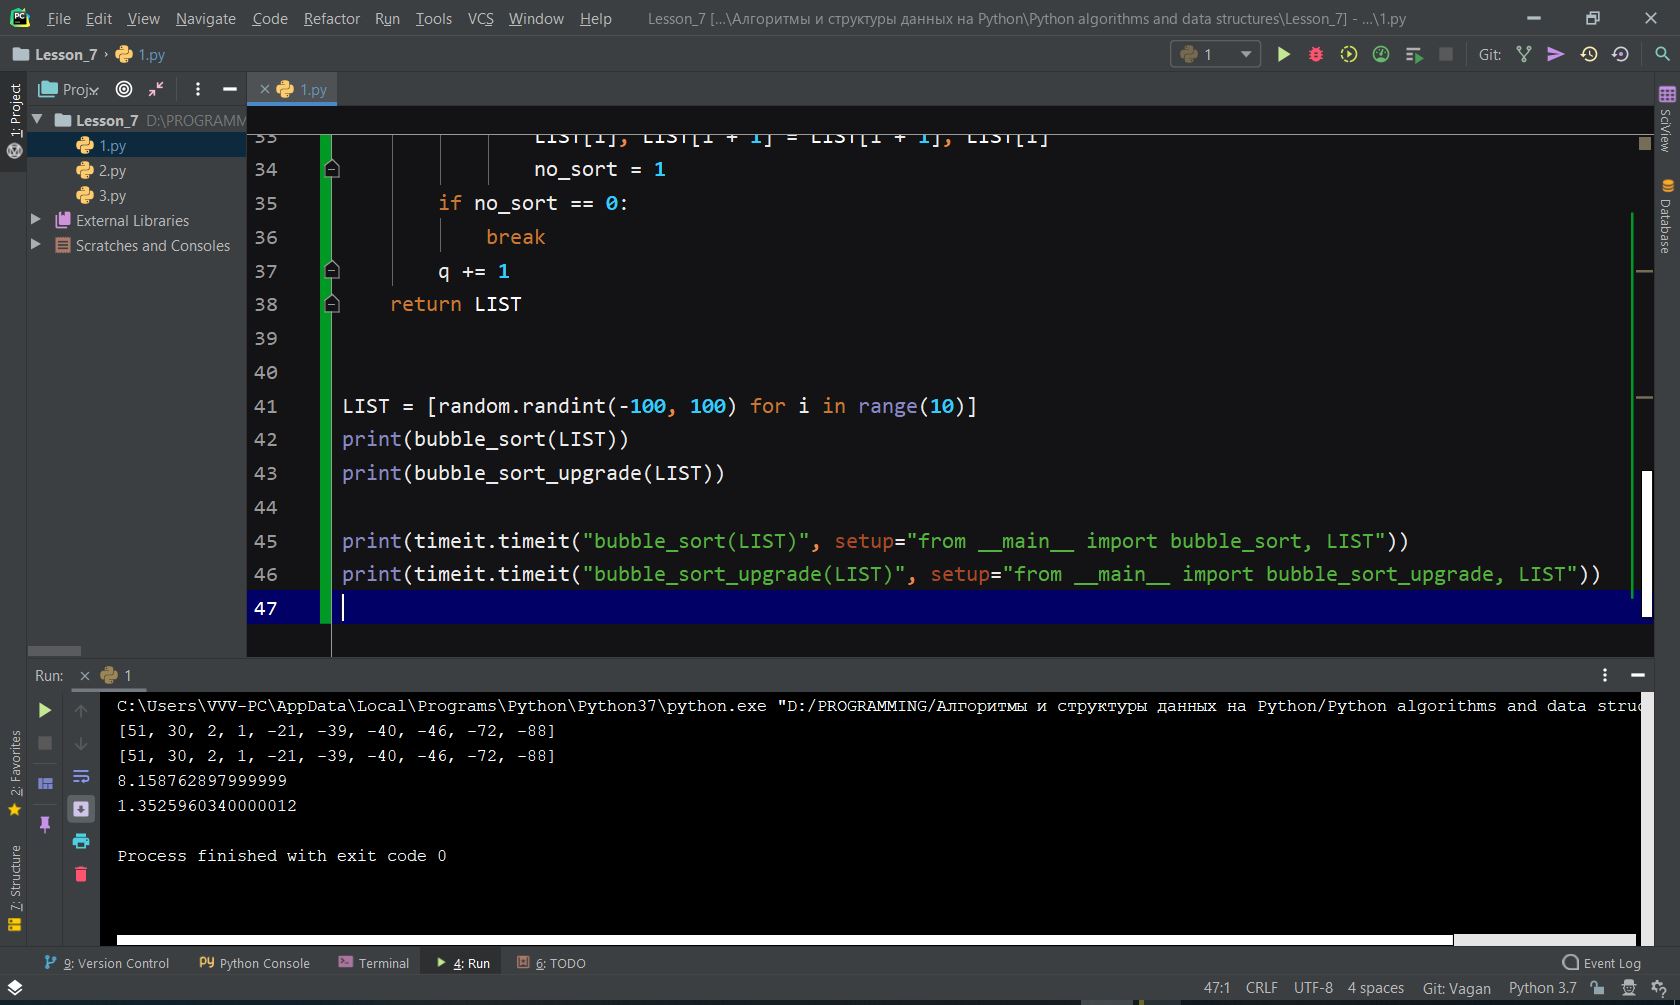 File Edit View Navigate Code Refactor Run Tools VCS Window Help Lesson_7 [...\Алгоритмы и структуры данных на Python\Python algorithms and data structures\Lesson_7] - ...\1.py
Lesson_7 1.py 1 Git:
1: Project
Proj
Lesson_7 D:\PROGRAMM
1.py
2.py
3.py
External Libraries
Scratches and Consoles
1.py
33 LIST[i], LIST[i + 1] = LIST[i + 1], LIST[i]
34 no_sort = 1
35 if no_sort == 0:
36 break
37 q += 1
38 return LIST
39
40
41 LIST = [random.randint(-100, 100) for i in range(10)]
42 print(bubble_sort(LIST))
43 print(bubble_sort_upgrade(LIST))
44
45 print(timeit.timeit("bubble_sort(LIST)", setup="from __main__ import bubble_sort, LIST"))
46 print(timeit.timeit("bubble_sort_upgrade(LIST)", setup="from __main__ import bubble_sort_upgrade, LIST"))
47
SciView
Database
Run: 1
C:\Users\VVV-PC\AppData\Local\Programs\Python\Python37\python.exe "D:/PROGRAMMING/Алгоритмы и структуры данных на Python/Python algorithms and data struc
[51, 30, 2, 1, -21, -39, -40, -46, -72, -88]
[51, 30, 2, 1, -21, -39, -40, -46, -72, -88]
8.158762897999999
1.3525960340000012
Process finished with exit code 0
2: Favorites
7: Structure
9: Version Control Python Console Terminal 4: Run 6: TODO Event Log
47:1 CRLF UTF-8 4 spaces Git: Vagan Python 3.7